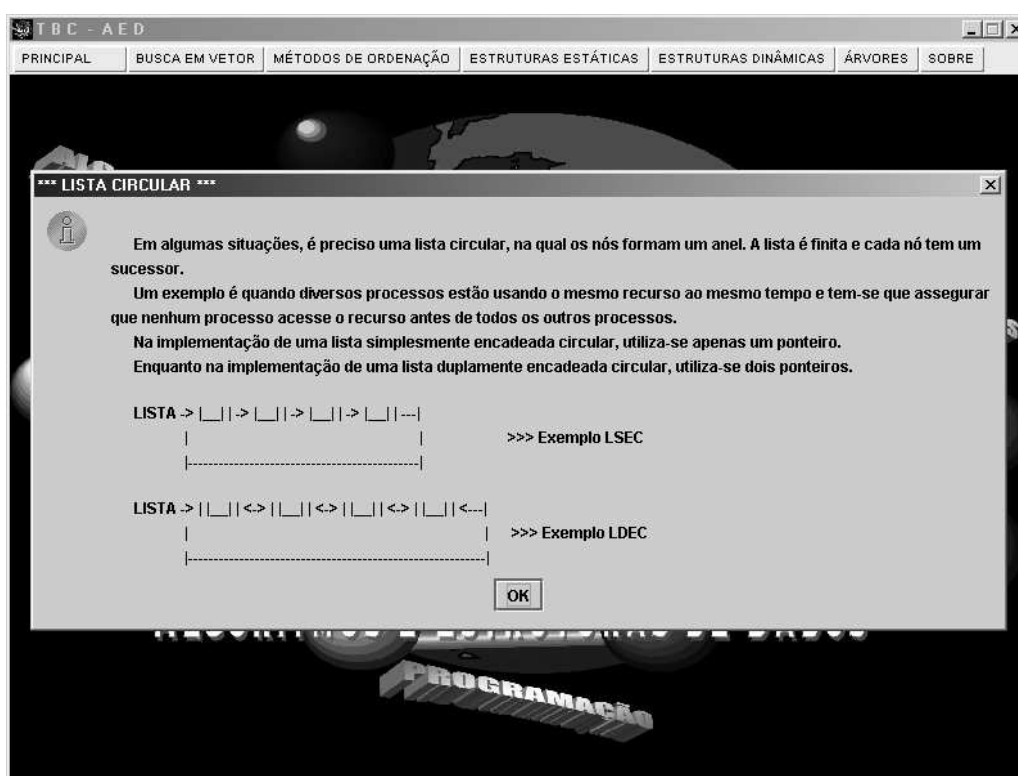 TBC - AED
PRINCIPAL BUSCA EM VETOR MÉTODOS DE ORDENAÇÃO ESTRUTURAS ESTÁTICAS ESTRUTURAS DINÂMICAS ÁRVORES SOBRE
*** LISTA CIRCULAR ***
Em algumas situações, é preciso uma lista circular, na qual os nós formam um anel. A lista é finita e cada nó tem um
sucessor.
Um exemplo é quando diversos processos estão usando o mesmo recurso ao mesmo tempo e tem-se que assegurar
que nenhum processo acesse o recurso antes de todos os outros processos.
Na implementação de uma lista simplesmente encadeada circular, utiliza-se apenas um ponteiro.
Enquanto na implementação de uma lista duplamente encadeada circular, utiliza-se dois ponteiros.
LISTA -> |__| |-> |__| |-> |__| |-> |__| |---|
| | >>> Exemplo LSEC
|--------------------------------------------|
LISTA -> | |__| | <-> | |__| | <-> | |__| | <-> | |__| | <---|
| | >>> Exemplo LDEC
|---------------------------------------------------------|
OK
ALGORITMOS E ESTRUTURAS DE DADOS
PROGRAMAÇÃO